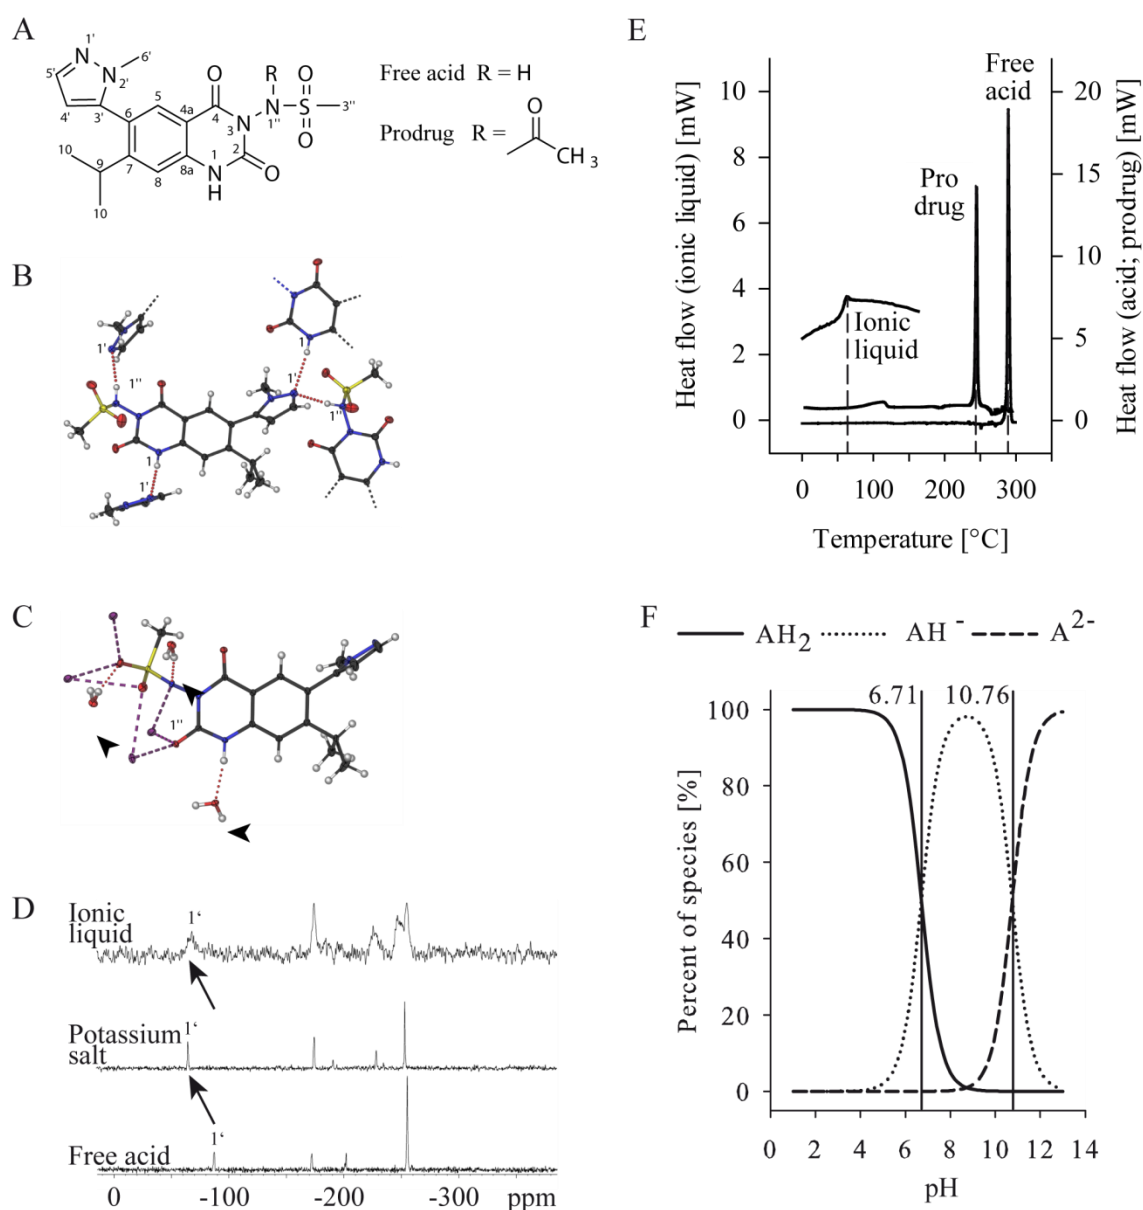 A
N
1'
CH3
6'
5'
N
2'
4'
3'
6
5
4a
O
4
R
N
1''
O
S
O
3''
N
3
10
9
7
8
8a
1
N
H
2
O
10
Free acid R = H
Prodrug R =
O
CH3
B
1'
1''
1
1'
1
1'
1''
C
1''
D
Ionic
liquid
1'
Potassium
salt
1'
Free acid
1'
0 -100 -200 -300 ppm
E
Heat flow (ionic liquid) [mW]
Heat flow (acid; prodrug) [mW]
Free
acid
Pro
drug
Ionic
liquid
10
8
6
4
2
0
20
15
10
5
0
0 100 200 300
Temperature [°C]
F
AH2 AH - A2-
6.71 10.76
Percent of species [%]
100
80
60
40
20
0
0 2 4 6 8 10 12 14
pH